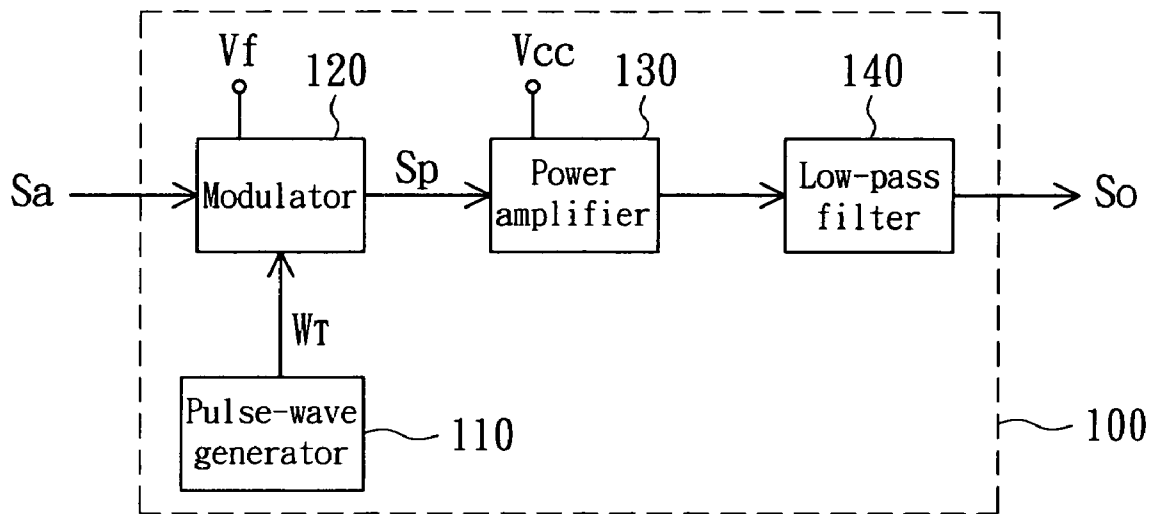 Vf
120
Vcc
130
140
Sa
Modulator
Sp
Power
amplifier
Low-pass
filter
So
WT
Pulse-wave
generator
110
100